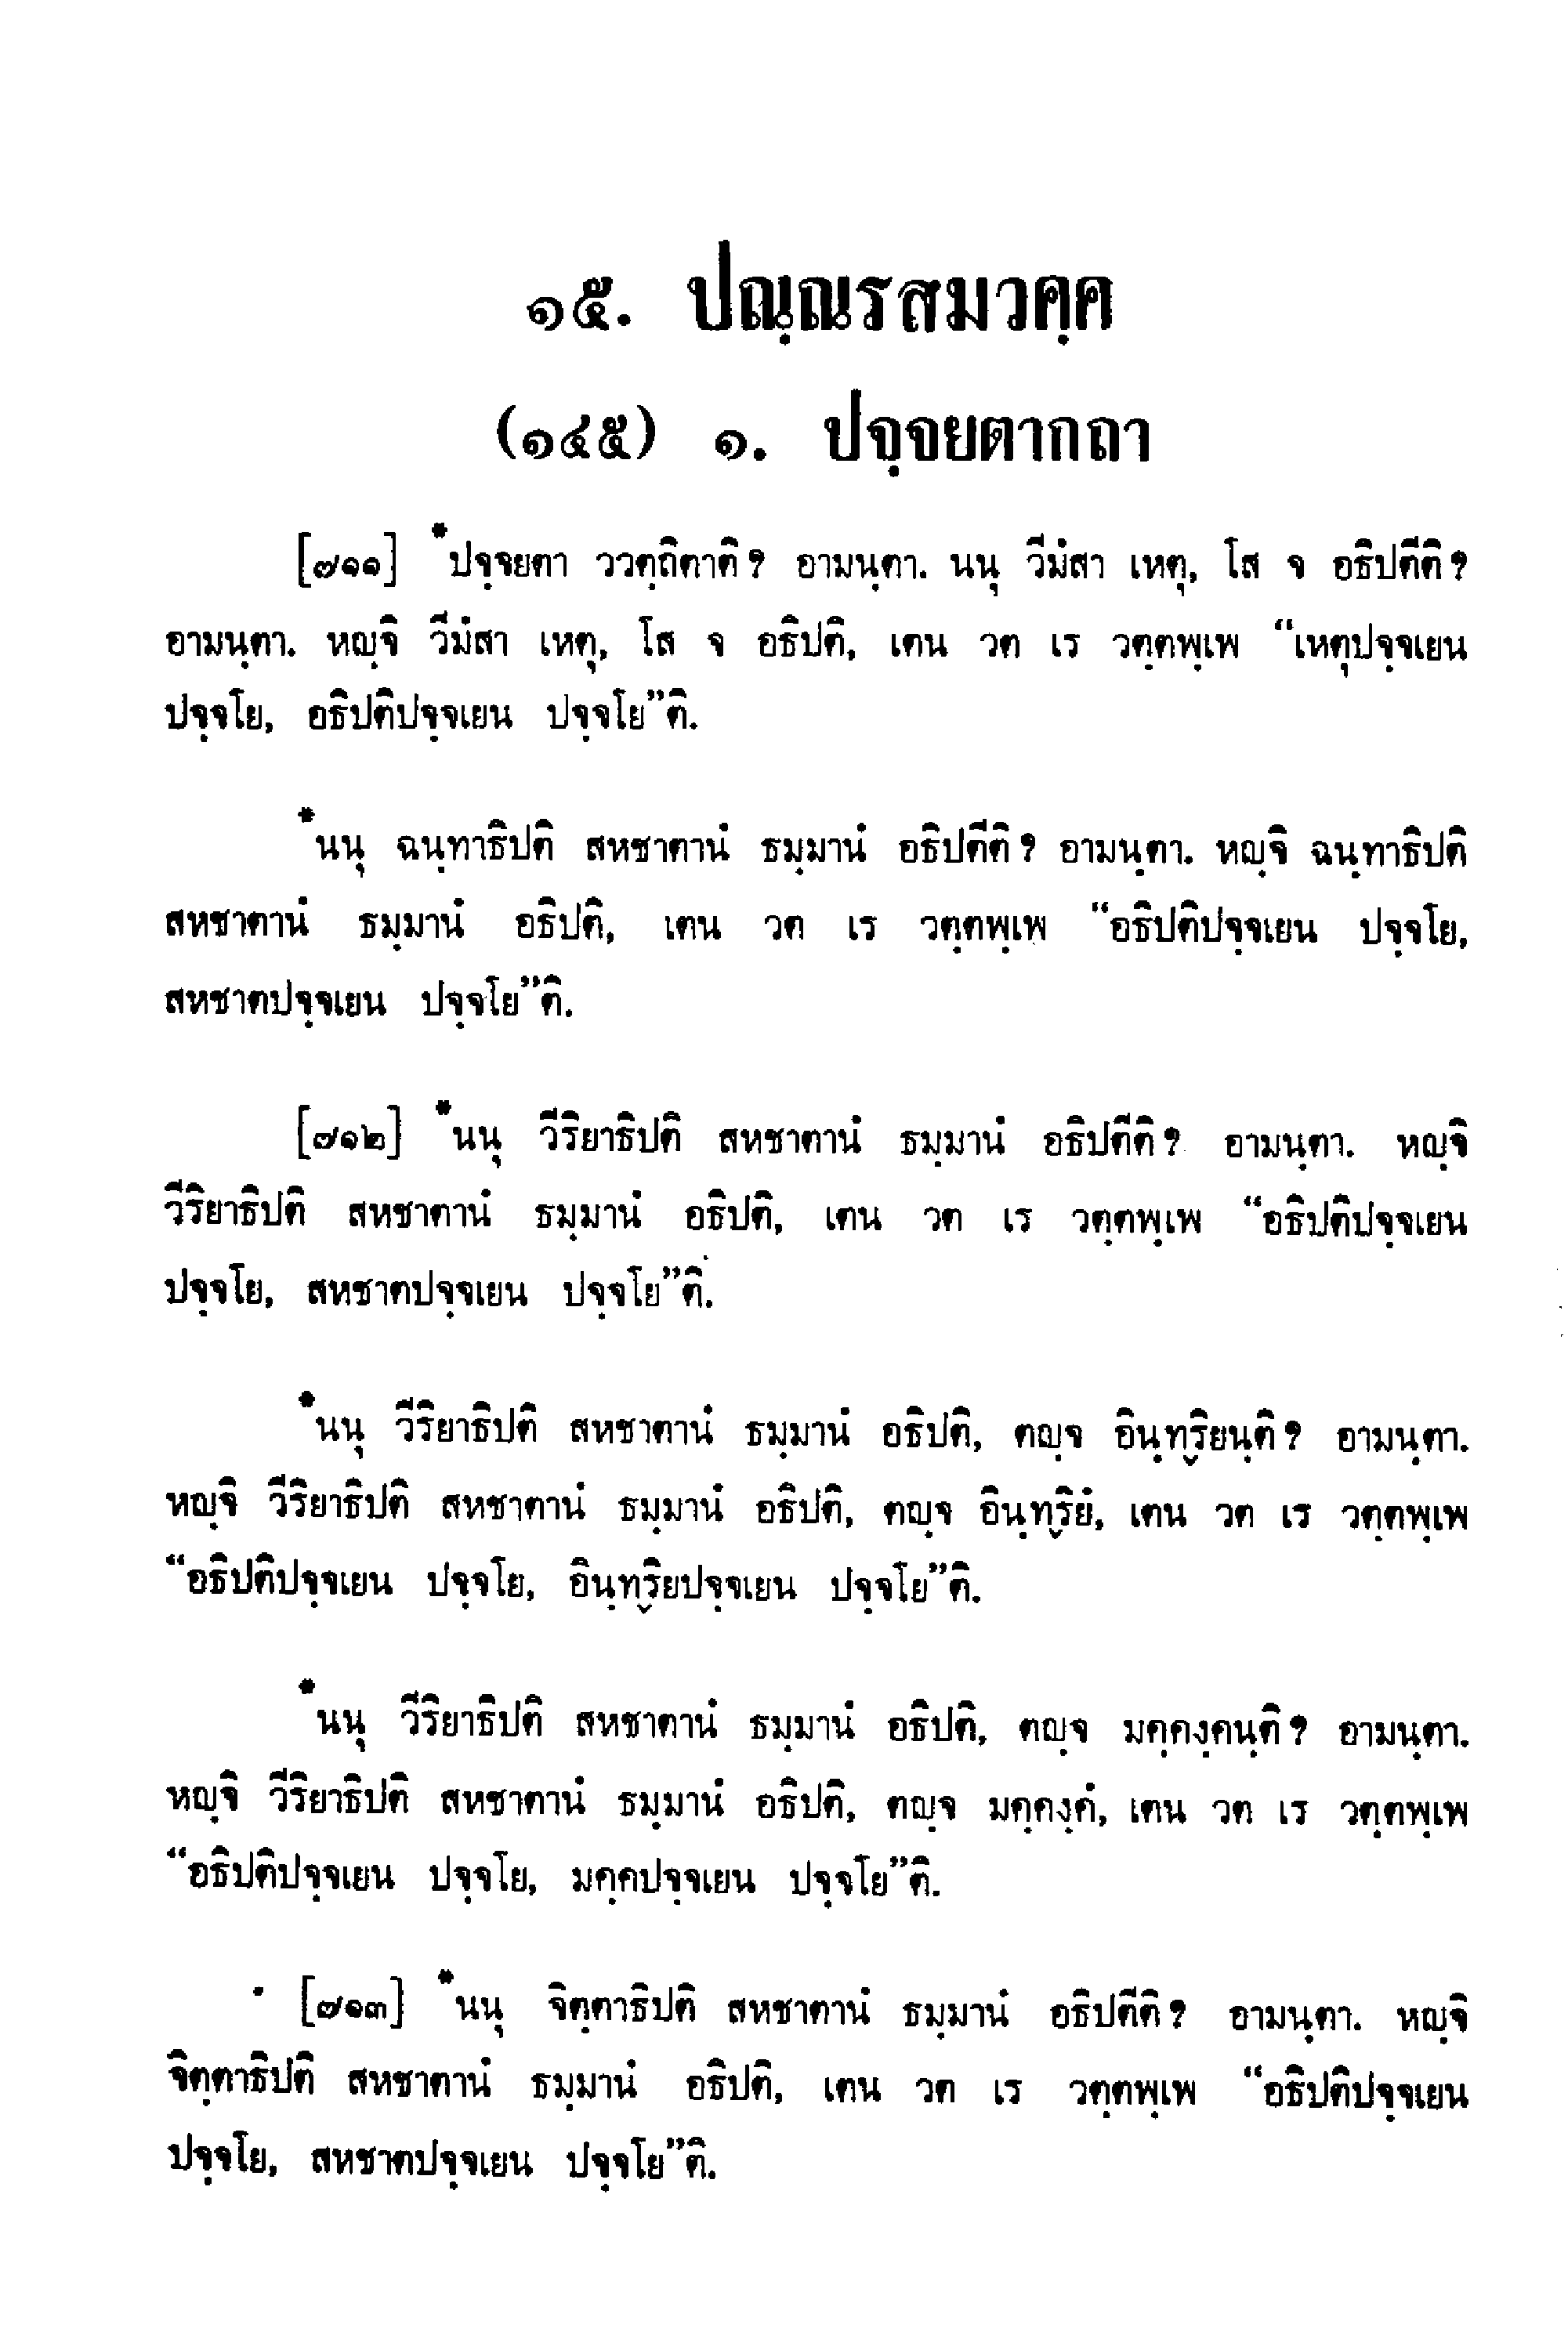 ๑๕. ปณฺณรสมวคฺค
(๑๔๕) ๑. ปจฺจยตากถา
[๗๑๑] *ปจฺจยตา ววตฺถิตาติ? อามนฺตา. นนุ วีมํสา เหตุ, โส จ อธิปตีติ?
อามนฺตา. หญฺจิ วีมํสา เหตุ, โส จ อธิปติ, เตน วต เร วตฺตพฺเพ “เหตุปจฺจเยน
ปจฺจโย, อธิปติปจฺจเยน ปจฺจโย”ติ.
*นนุ ฉนฺทาธิปติ สหชาตานํ ธมฺมานํ อธิปตีติ? อามนฺตา. หญฺจิ ฉนฺทาธิปติ
สหชาตานํ ธมฺมานํ อธิปติ, เตน วต เร วตฺตพฺเพ “อธิปติปจฺจเยน ปจฺจโย,
สหชาตปจฺจเยน ปจฺจโย”ติ.
[๗๑๒] *นนุ วีริยาธิปติ สหชาตานํ ธมฺมานํ อธิปตีติ? อามนฺตา. หญฺจิ
วีริยาธิปติ สหชาตานํ ธมฺมานํ อธิปติ, เตน วต เร วตฺตพฺเพ “อธิปติปจฺจเยน
ปจฺจโย, สหชาตปจฺจเยน ปจฺจโย”ติ.
*นนุ วีริยาธิปติ สหชาตานํ ธมฺมานํ อธิปติ, ตญฺจ อินฺทฺริยนฺติ? อามนฺตา.
หญฺจิ วีริยาธิปติ สหชาตานํ ธมฺมานํ อธิปติ, ตญฺจ อินฺทฺริยํ, เตน วต เร วตฺตพฺเพ
“อธิปติปจฺจเยน ปจฺจโย, อินฺทฺริยปจฺจเยน ปจฺจโย”ติ.
*นนุ วีริยาธิปติ สหชาตานํ ธมฺมานํ อธิปติ, ตญฺจ มคฺคงฺคนฺติ? อามนฺตา.
หญฺจิ วีริยาธิปติ สหชาตานํ ธมฺมานํ อธิปติ, ตญฺจ มคฺคงฺคํ, เตน วต เร วตฺตพฺเพ
“อธิปติปจฺจเยน ปจฺจโย, มคฺคปจฺจเยน ปจฺจโย”ติ.
[๗๑๓] *นนุ จิตฺตาธิปติ สหชาตานํ ธมฺมานํ อธิปตีติ? อามนฺตา. หญฺจิ
จิตฺตาธิปติ สหชาตานํ ธมฺมานํ อธิปติ, เตน วต เร วตฺตพฺเพ “อธิปติปจฺจเยน
ปจฺจโย, สหชาตปจฺจเยน ปจฺจโย”ติ.